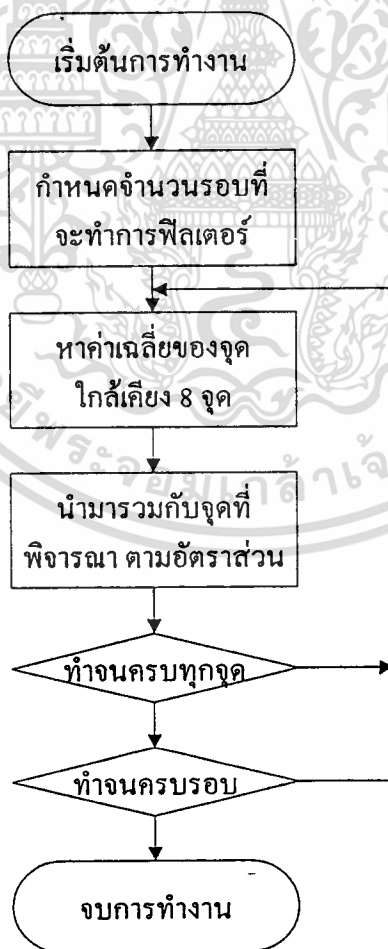 เริ่มต้นการทำงาน
กำหนดจำนวนรอบที่
จะทำการฟิลเตอร์
หาค่าเฉลี่ยของจุด
ใกล้เคียง 8 จุด
นำมารวมกับจุดที่
พิจารณา ตามอัตราส่วน
ทำจนครบทุกจุด
ทำจนครบรอบ
จบการทำงาน